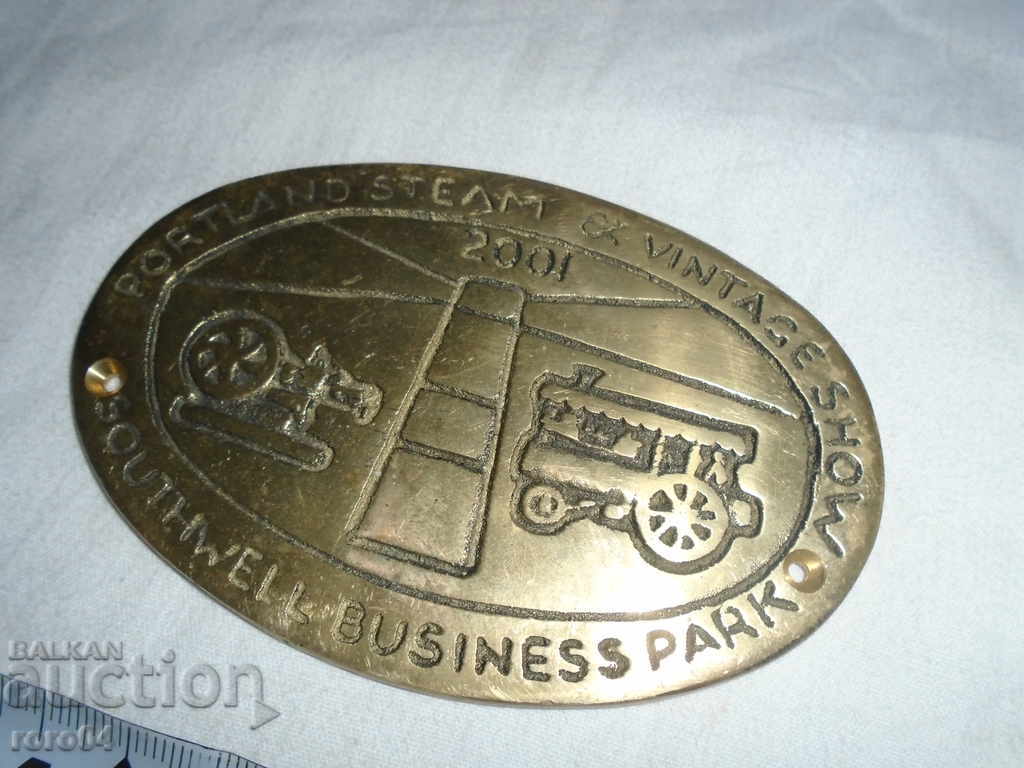 PORTLAND STEAM & VINTAGE SHOW
2001
SOUTHWELL BUSINESS PARK
BALKAN
auction
roro04